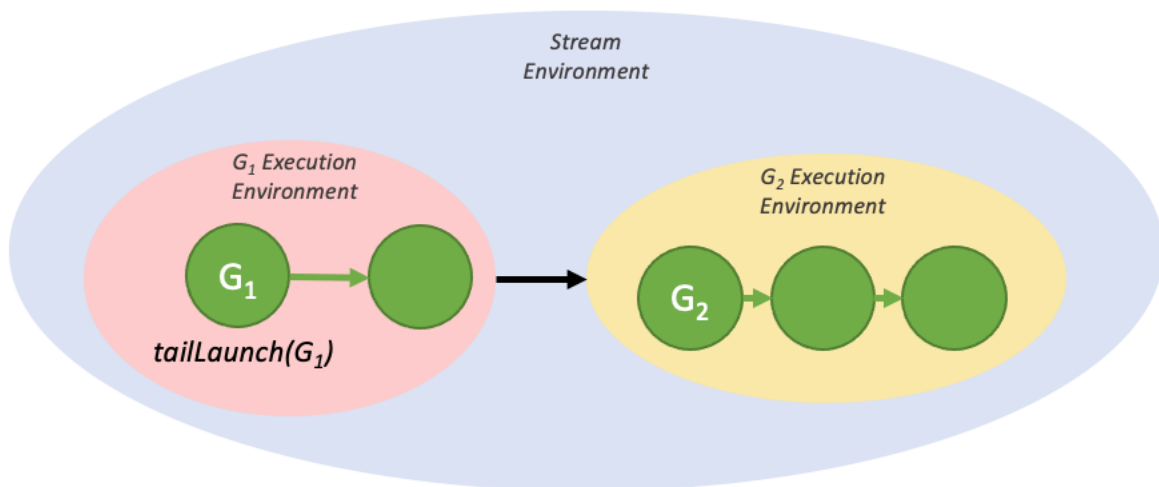 Stream
Environment
G₁ Execution
Environment
G₂ Execution
Environment
G₁
G₂
tailLaunch(G₁)